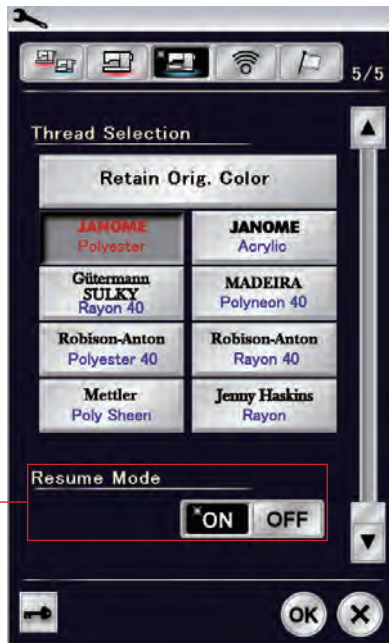 5/5
Thread Selection
Retain Orig. Color
JANOME
Polyester
JANOME
Acrylic
Gütermann
SULKY
Rayon 40
MADEIRA
Polyneon 40
Robison-Anton
Polyester 40
Robison-Anton
Rayon 40
Mettler
Poly Sheen
Jenny Haskins
Rayon
Resume Mode
ON OFF
OK